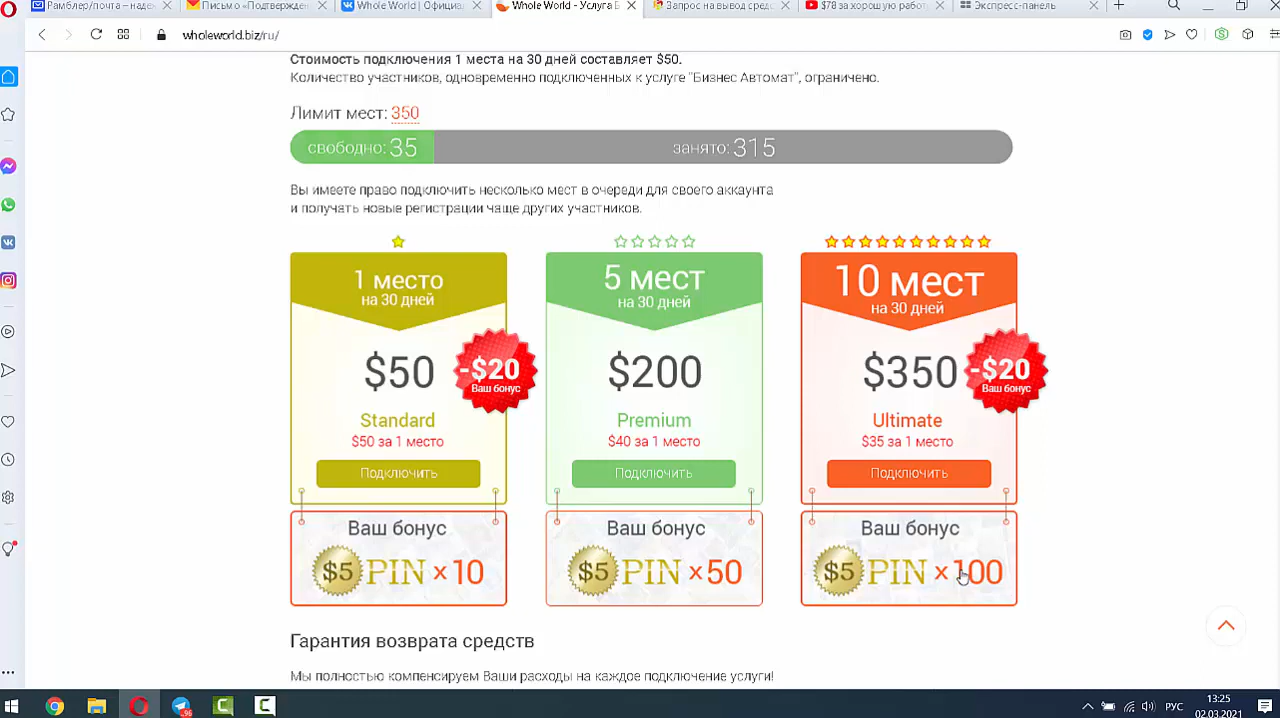 Рамблер/почта – надеж
Письмо «Подтвержден
Whole World | Официал
Whole World - Услуга Б
Запрос на вывод средс
$78 за хорошую работ
Экспресс-панель
wholeworld.biz/ru/
Стоимость подключения 1 места на 30 дней составляет $50.
Количество участников, одновременно подключенных к услуге "Бизнес Автомат", ограничено.
Лимит мест: 350
свободно: 35
занято: 315
Вы имеете право подключить несколько мест в очереди для своего аккаунта
и получать новые регистрации чаще других участников.
1 место
на 30 дней
$50
-$20
Ваш бонус
Standard
$50 за 1 место
Подключить
Ваш бонус
$5 PIN ×10
5 мест
на 30 дней
$200
Premium
$40 за 1 место
Подключить
Ваш бонус
$5 PIN ×50
10 мест
на 30 дней
$350
-$20
Ваш бонус
Ultimate
$35 за 1 место
Подключить
Ваш бонус
$5 PIN ×100
Гарантия возврата средств
Мы полностью компенсируем Ваши расходы на каждое подключение услуги!
96
РУС
13:25
02.03.2021